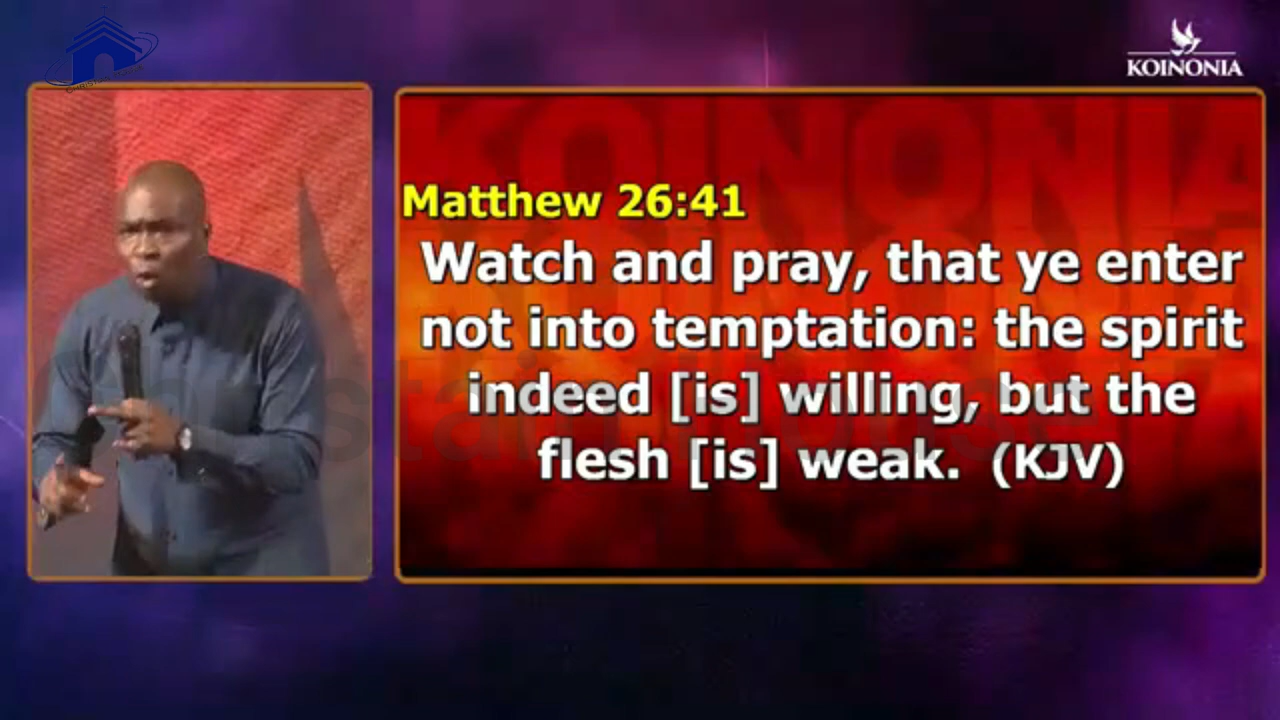 KOINONIA
Matthew 26:41
Watch and pray, that ye enter
not into temptation: the spirit
indeed [is] willing, but the
flesh [is] weak. (KJV)
KOINONIA